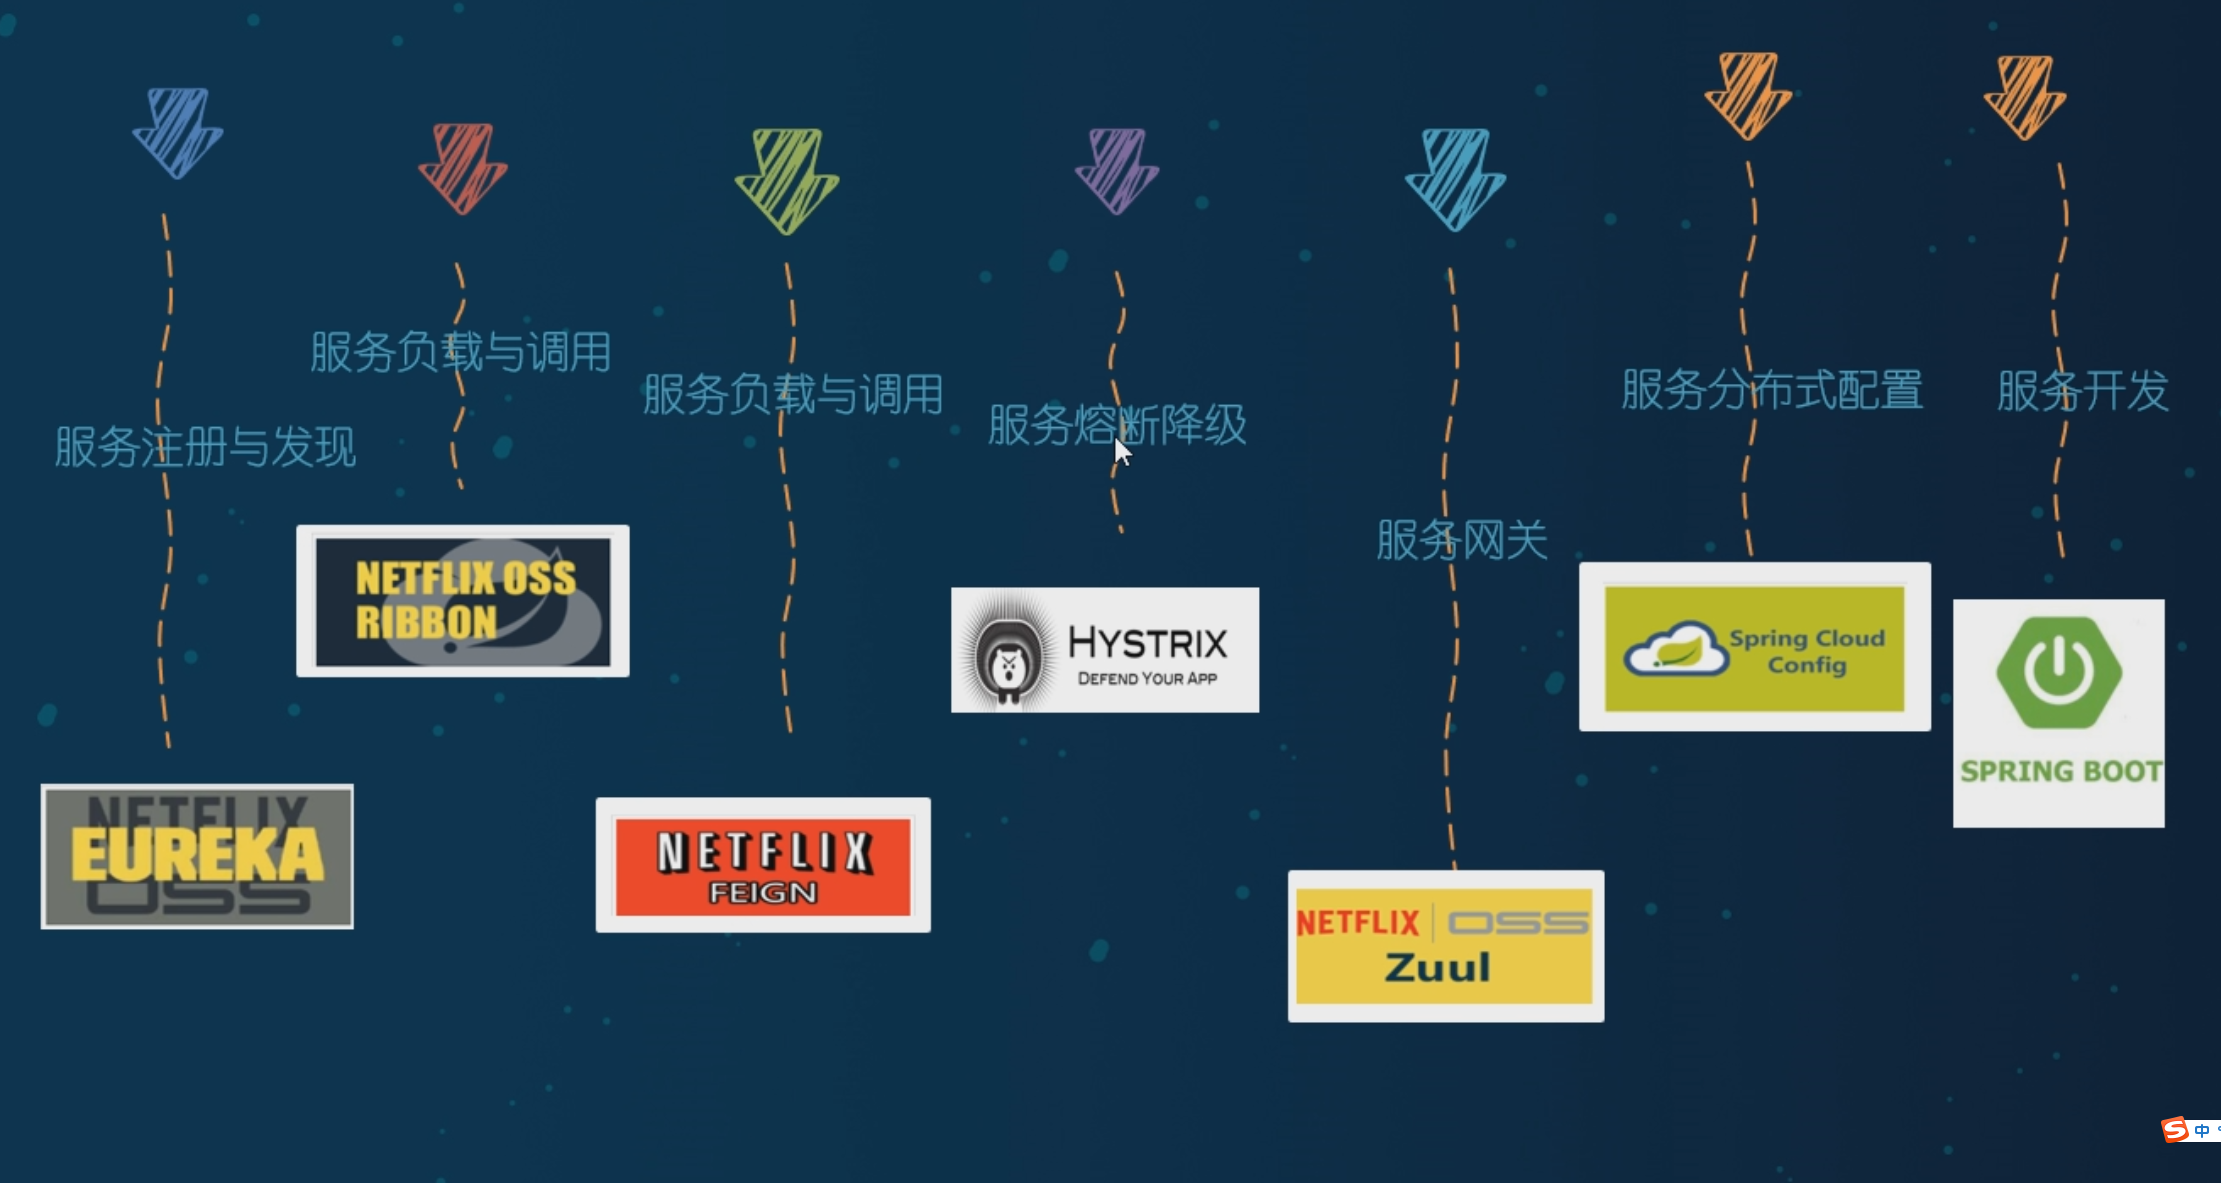 服务注册与发现
NETFLIX
EUREKA
OSS
服务负载与调用
NETFLIX OSS
RIBBON
服务负载与调用
NETFLIX
FEIGN
服务熔断降级
HYSTRIX
DEFEND YOUR APP
服务网关
NETFLIX OSS
Zuul
服务分布式配置
Spring Cloud
Config
服务开发
SPRING BOOT
S 中